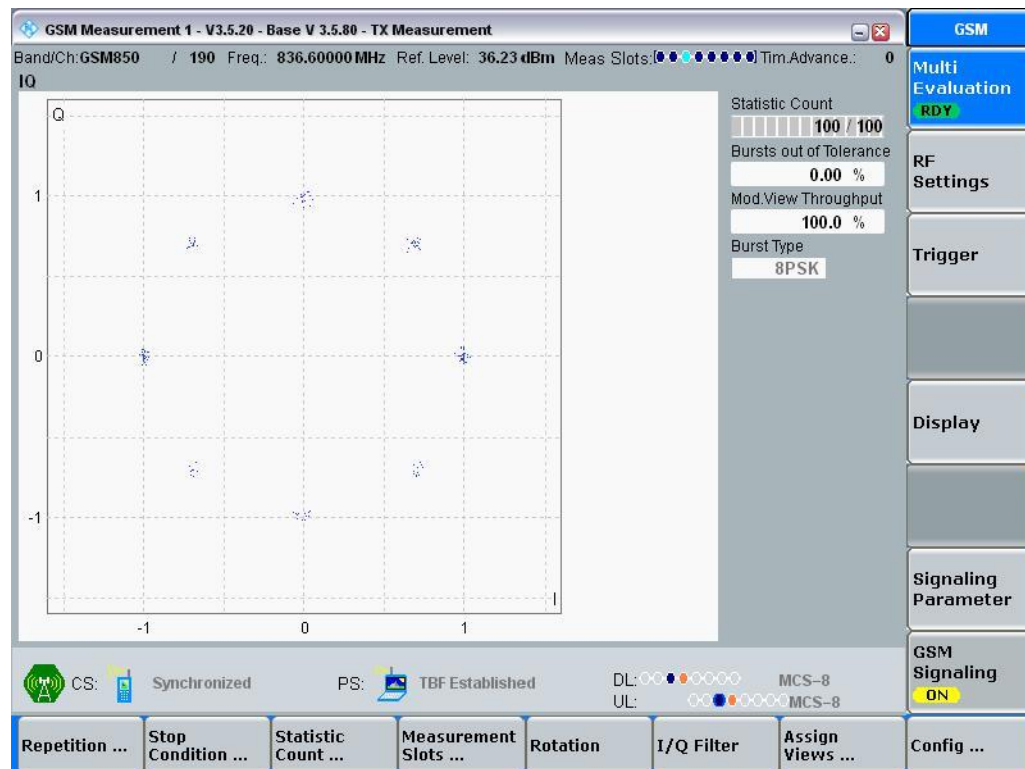 GSM Measurement 1 - V3.5.20 - Base V 3.5.80 - TX Measurement
GSM
Band/Ch:GSM850 / 190 Freq.: 836.60000 MHz Ref. Level: 36.23 dBm Meas Slots: Tim.Advance.: 0
IQ
Multi
Evaluation
RDY
Q
Statistic Count
100 / 100
Bursts out of Tolerance
0.00 %
Mod.View Throughput
100.0 %
Burst Type
8PSK
RF
Settings
Trigger
Display
Signaling
Parameter
GSM
Signaling
ON
1
0
-1
I
-1 0 1
CS: Synchronized PS: TBF Established DL: MCS-8
UL: MCS-8
Repetition ...
Stop
Condition ...
Statistic
Count ...
Measurement
Slots ...
Rotation
I/Q Filter
Assign
Views ...
Config ...